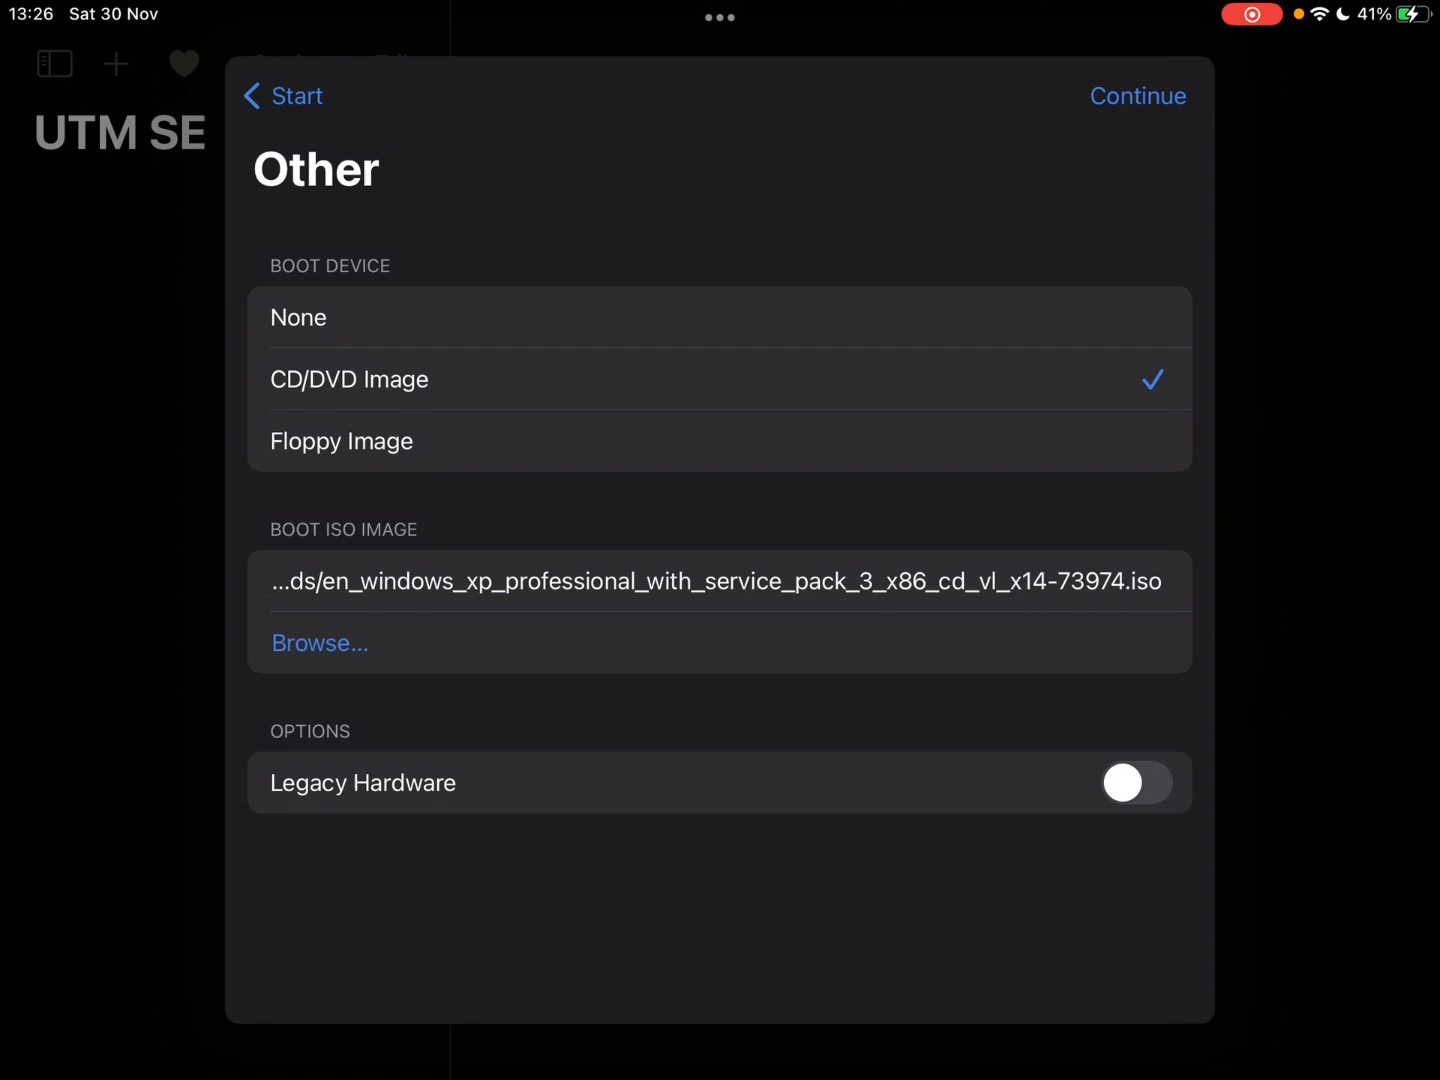 13:26 Sat 30 Nov
41%
UTM SE
Start
Continue
Other
BOOT DEVICE
None
CD/DVD Image
Floppy Image
BOOT ISO IMAGE
...ds/en_windows_xp_professional_with_service_pack_3_x86_cd_vl_x14-73974.iso
Browse...
OPTIONS
Legacy Hardware